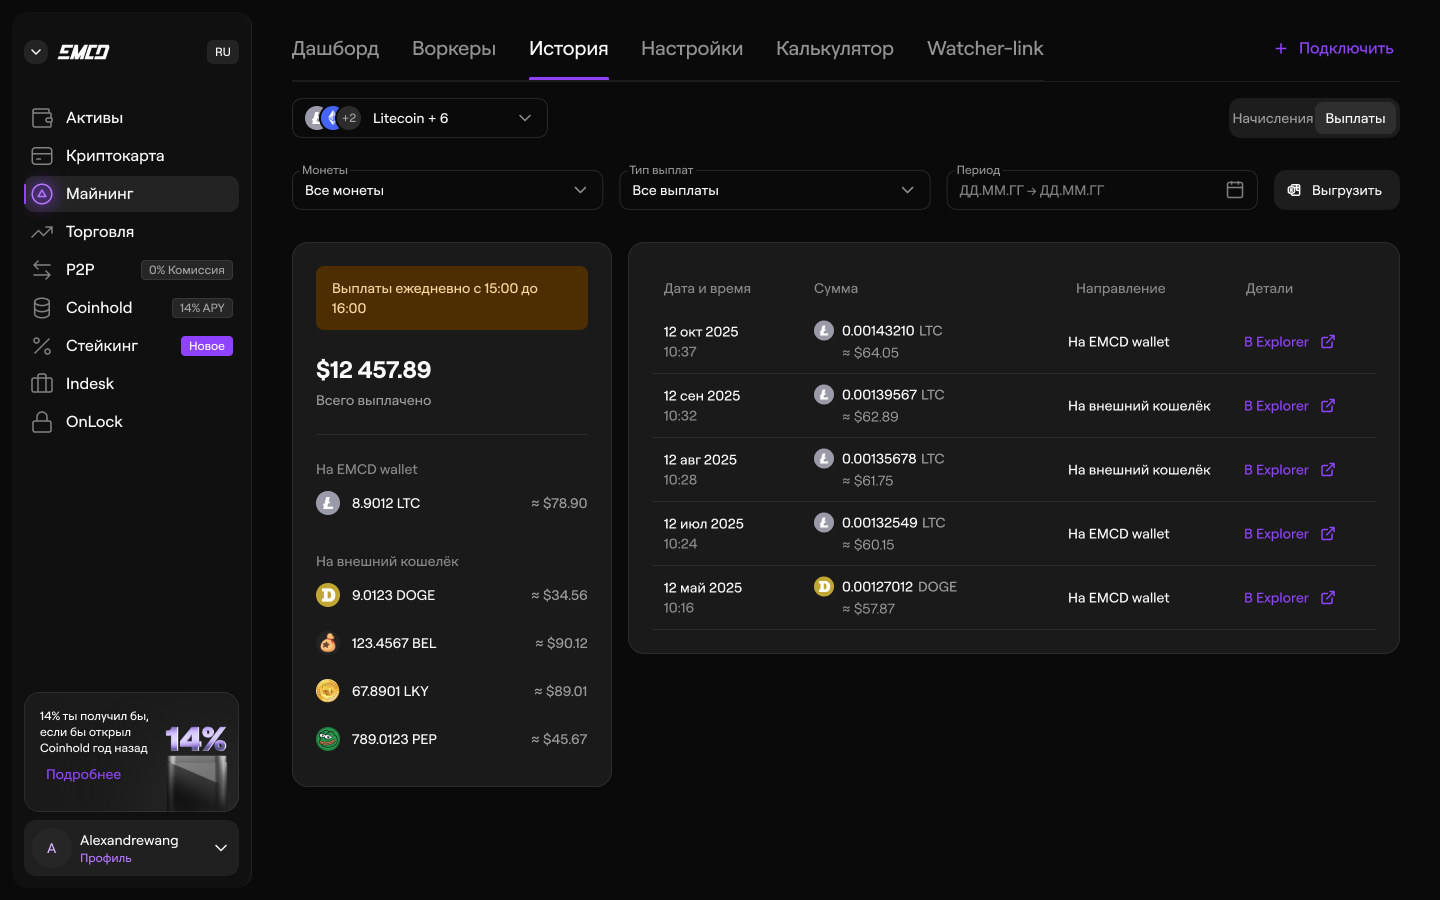 EMCD
RU
Активы
Криптокарта
Майнинг
Торговля
P2P
0% Комиссия
Coinhold
14% APY
Стейкинг
Новое
Indesk
OnLock
14% ты получил бы,
если бы открыл
Coinhold год назад
Подробнее
14%
A
Alexandrewang
Профиль
Дашборд
Воркеры
История
Настройки
Калькулятор
Watcher-link
+ Подключить
+2
Litecoin + 6
Начисления
Выплаты
Монеты
Все монеты
Тип выплат
Все выплаты
Период
ДД.ММ.ГГ → ДД.ММ.ГГ
Выгрузить
Выплаты ежедневно с 15:00 до
16:00
$12 457.89
Всего выплачено
На EMCD wallet
8.9012 LTC
≈ $78.90
На внешний кошелёк
9.0123 DOGE
≈ $34.56
123.4567 BEL
≈ $90.12
67.8901 LKY
≈ $89.01
789.0123 PEP
≈ $45.67
Дата и время
Сумма
Направление
Детали
12 окт 2025
10:37
0.00143210 LTC
≈ $64.05
На EMCD wallet
В Explorer
12 сен 2025
10:32
0.00139567 LTC
≈ $62.89
На внешний кошелёк
В Explorer
12 авг 2025
10:28
0.00135678 LTC
≈ $61.75
На внешний кошелёк
В Explorer
12 июл 2025
10:24
0.00132549 LTC
≈ $60.15
На EMCD wallet
В Explorer
12 май 2025
10:16
0.00127012 DOGE
≈ $57.87
На EMCD wallet
В Explorer